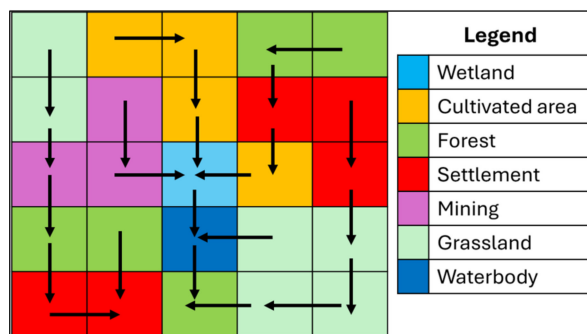 Legend
Wetland
Cultivated area
Forest
Settlement
Mining
Grassland
Waterbody